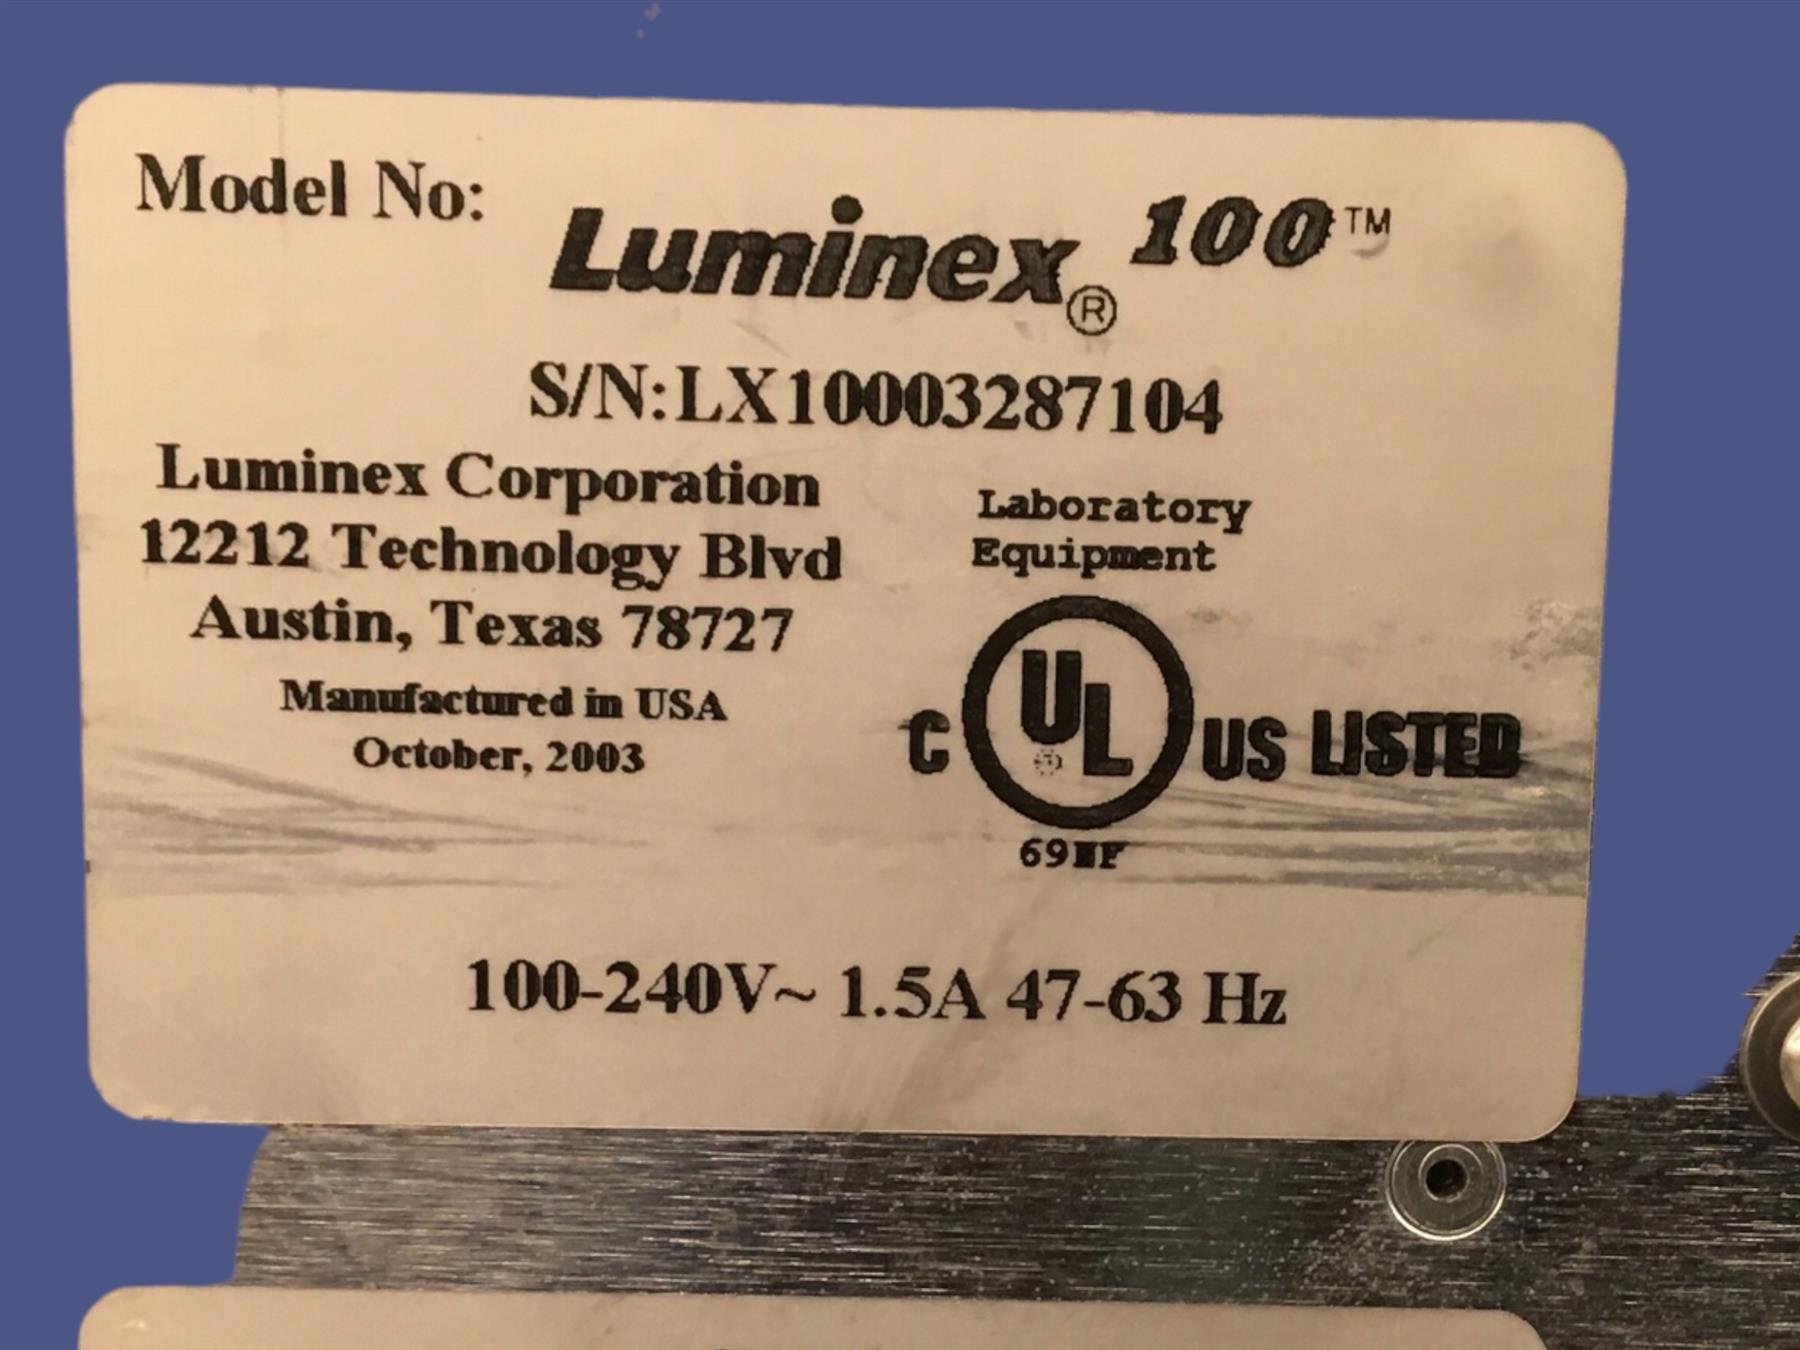 Model No:
Luminex® 100™
S/N:LX10003287104
Luminex Corporation
12212 Technology Blvd
Austin, Texas 78727
Manufactured in USA
October, 2003
Laboratory
Equipment
C UL US LISTED
100-240V~ 1.5A 47-63 Hz